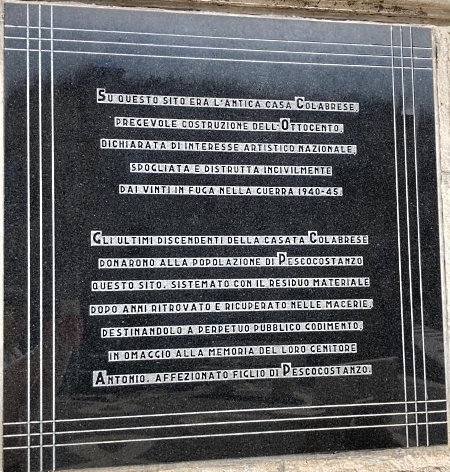 Su questo sito era l'antica casa Colabrese,
pregevole costruzione dell'Ottocento,
dichiarata di interesse artistico nazionale,
spogliata e distrutta incivilmente
dai vinti in fuga nella guerra 1940-45.
Gli ultimi discendenti della casata Colabrese
donarono alla popolazione di Pescocostanzo
questo sito, sistemato con il residuo materiale
dopo anni ritrovato e ricuperato nelle macerie,
destinandolo a perpetuo pubblico godimento,
in omaggio alla memoria del loro genitore
Antonio, affezionato figlio di Pescocostanzo.